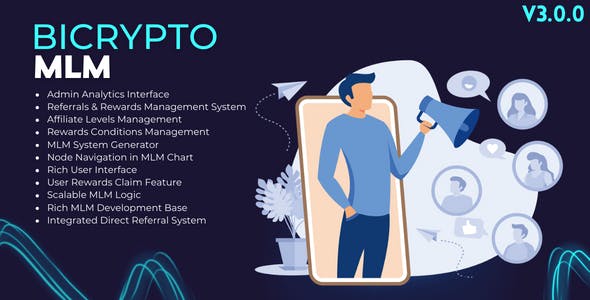 V3.0.0
BICRYPTO
MLM
Admin Analytics Interface
Referrals & Rewards Management System
Affiliate Levels Management
Rewards Conditions Management
MLM System Generator
Node Navigation in MLM Chart
Rich User Interface
User Rewards Claim Feature
Scalable MLM Logic
Rich MLM Development Base
Integrated Direct Referral System